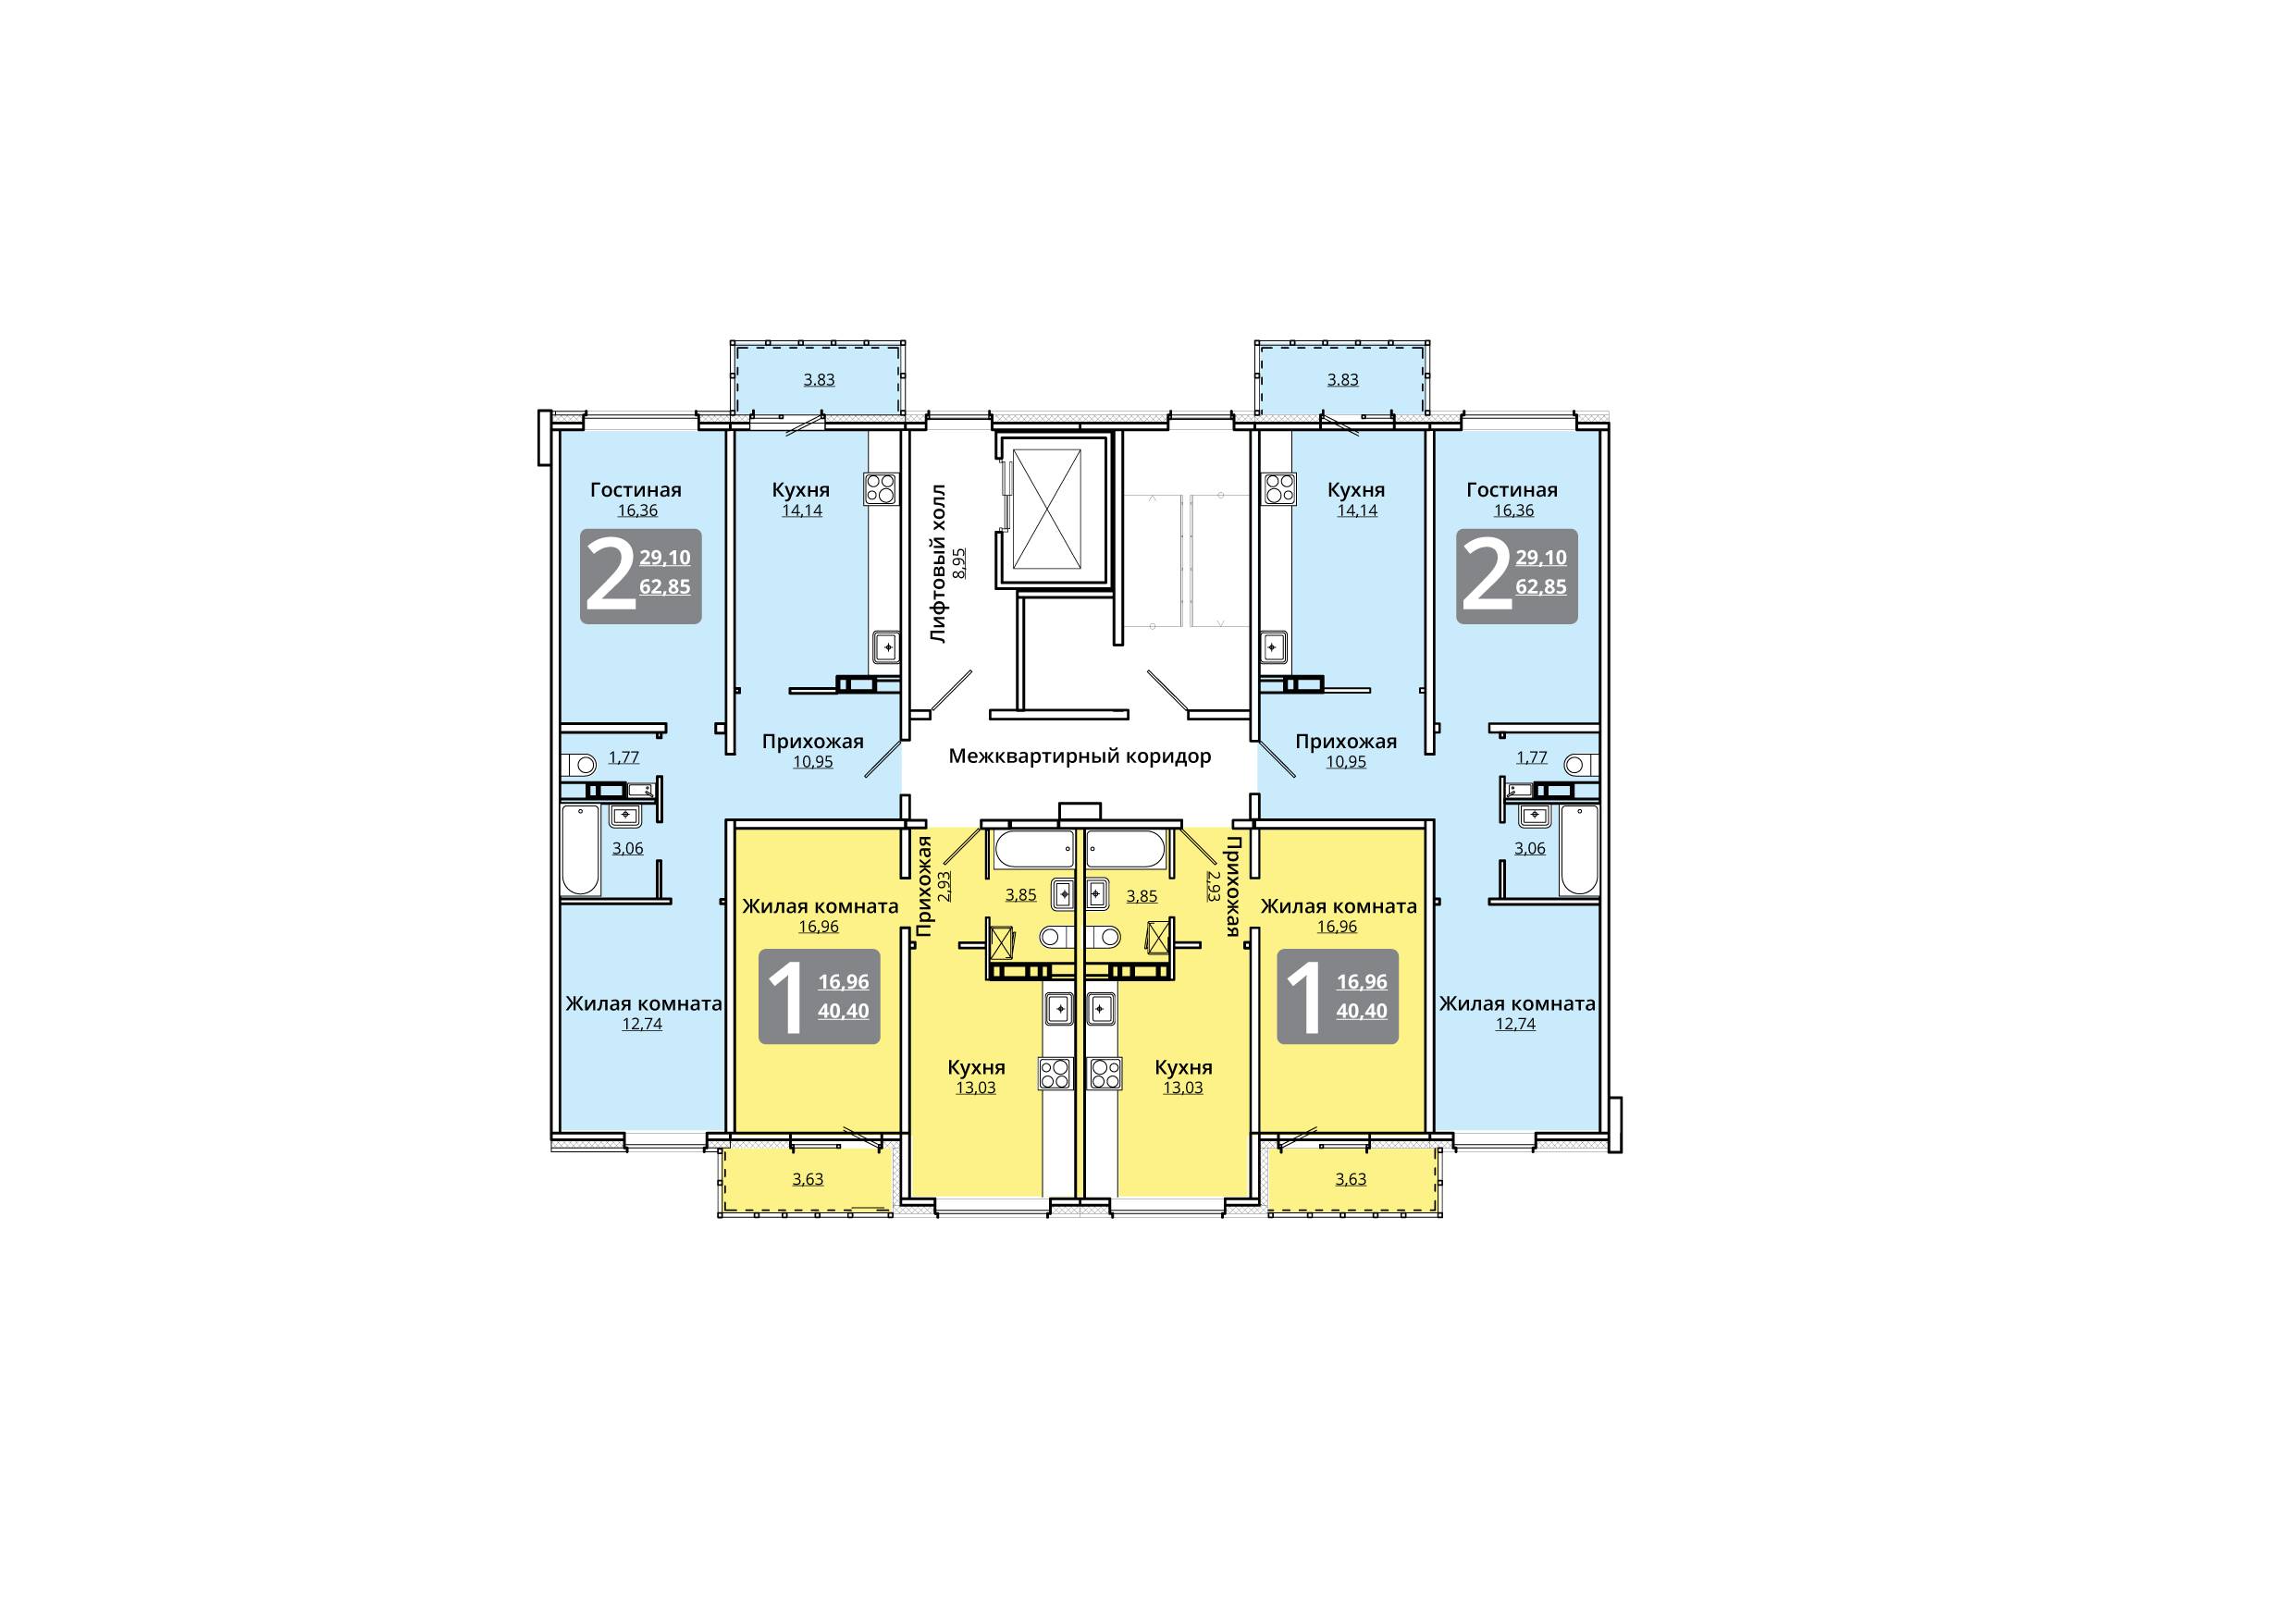 3.83
3.83
Гостиная
16,36
Кухня
14,14
Кухня
14,14
Гостиная
16,36
2
29,10
62,85
Лифтовый холл
8,95
2
29,10
62,85
Прихожая
10,95
Межквартирный коридор
Прихожая
10,95
1,77
1,77
3,06
3,06
Прихожая
2,93
3,85
3,85
Прихожая
2,93
Жилая комната
16,96
Жилая комната
16,96
1
16,96
40,40
1
16,96
40,40
Жилая комната
12,74
Жилая комната
12,74
Кухня
13,03
Кухня
13,03
3,63
3,63